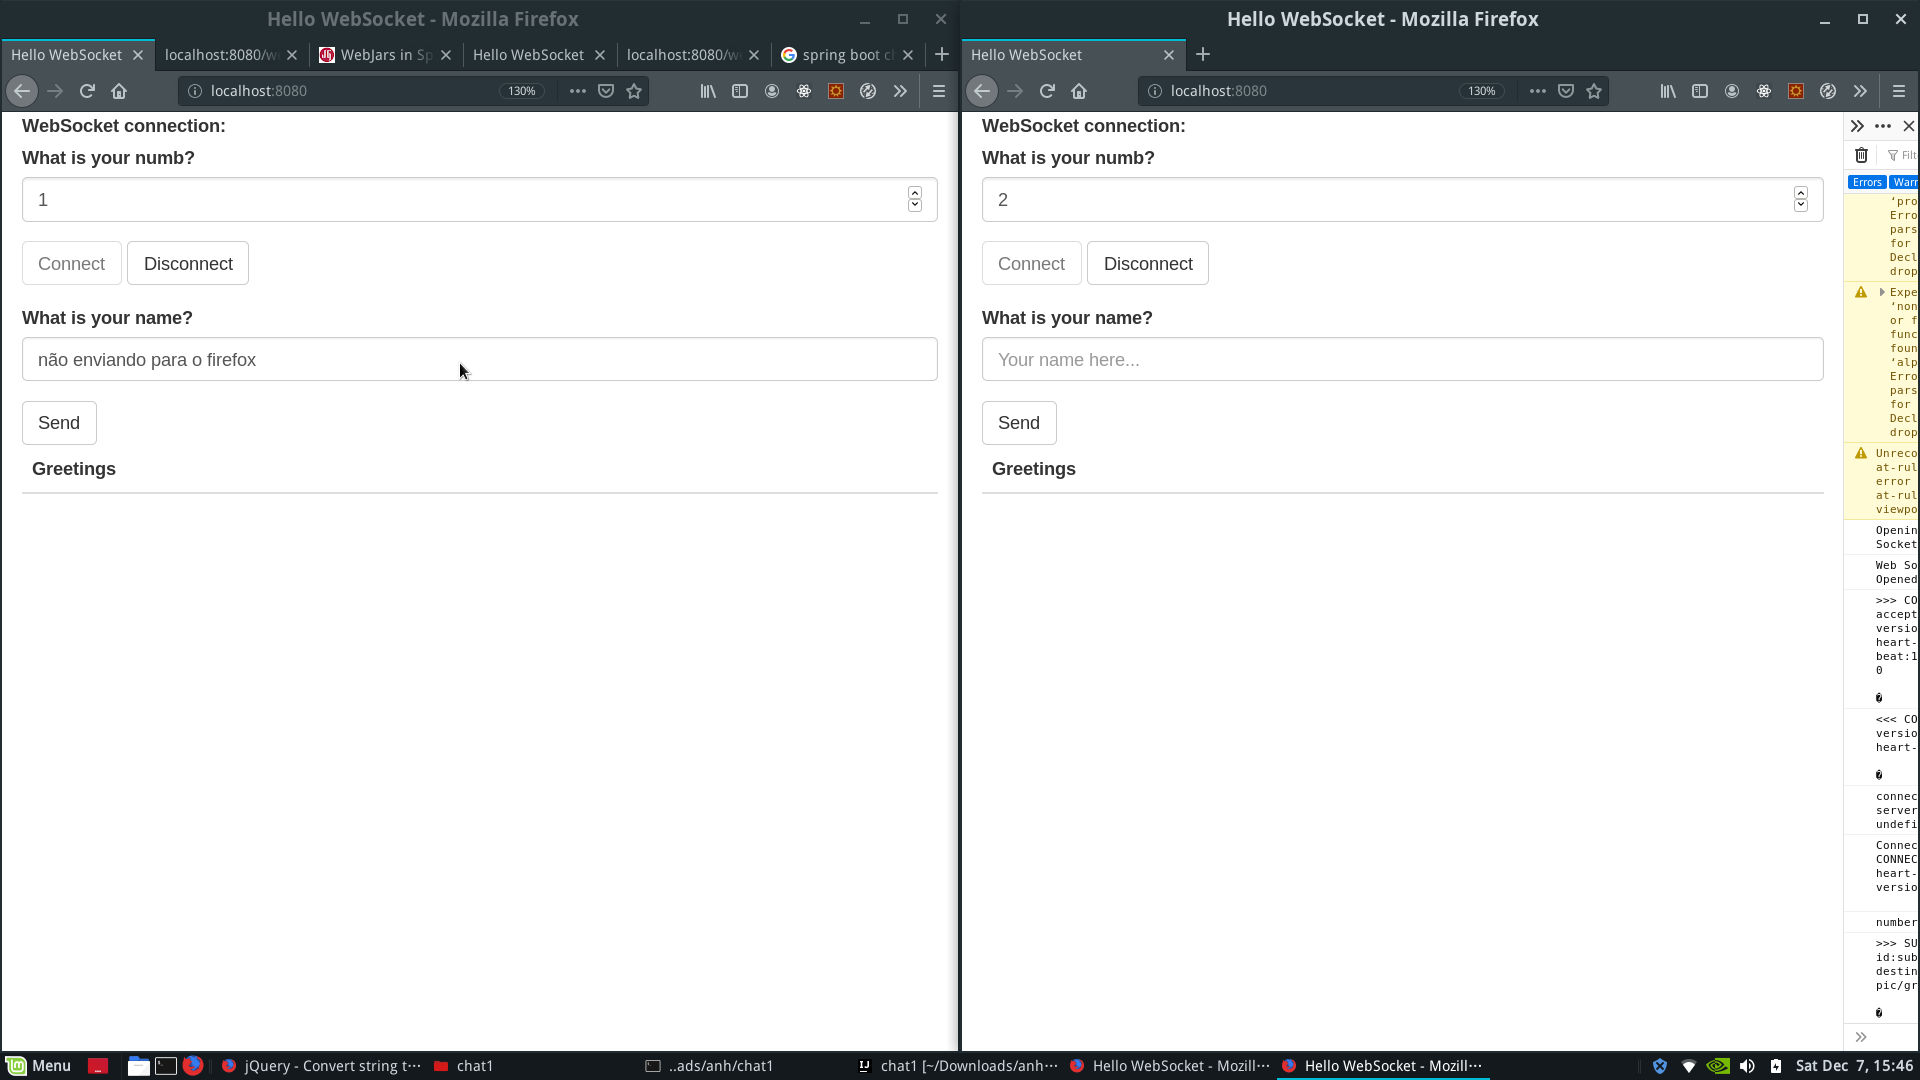 Hello WebSocket - Mozilla Firefox
Hello WebSocket
localhost:8080/w
WebJars in Sp
Hello WebSocket
localhost:8080/w
spring boot c
localhost:8080
130%
WebSocket connection:
What is your numb?
1
Connect
Disconnect
What is your name?
não enviando para o firefox
Send
Greetings
Hello WebSocket - Mozilla Firefox
Hello WebSocket
localhost:8080
130%
WebSocket connection:
What is your numb?
2
Connect
Disconnect
What is your name?
Your name here...
Send
Greetings
Filt
Errors
Warr
‘pro
Erro
pars
for
Decl
drop
Expe
‘non
or f
func
foun
‘alp
Erro
pars
for
Decl
drop
Unreco
at-rul
error
at-rul
viewpo
Openin
Socket
Web So
Opened
>>> CO
accept
versio
heart-
beat:1
0
<<< CO
versio
heart-
connec
server
undefi
Connec
CONNEC
heart-
versio
number
>>> SU
id:sub
destin
pic/gr
Menu
jQuery - Convert string t···
chat1
..ads/anh/chat1
chat1 [~/Downloads/anh···
Hello WebSocket - Mozill···
Hello WebSocket - Mozill···
Sat Dec 7, 15:46